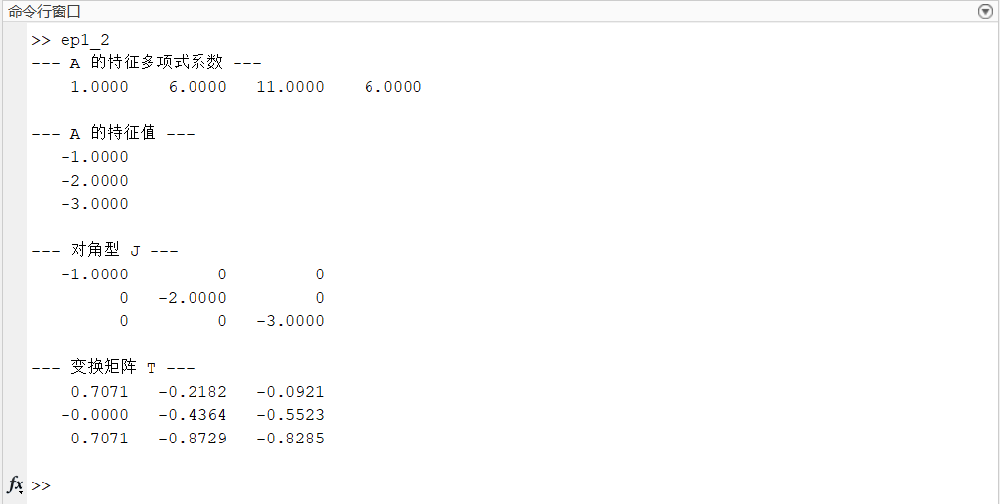 命令行窗口
>> ep1_2
--- A 的特征多项式系数 ---
1.0000 6.0000 11.0000 6.0000
--- A 的特征值 ---
-1.0000
-2.0000
-3.0000
--- 对角型 J ---
-1.0000 0 0
0 -2.0000 0
0 0 -3.0000
--- 变换矩阵 T ---
0.7071 -0.2182 -0.0921
-0.0000 -0.4364 -0.5523
0.7071 -0.8729 -0.8285
fx >>